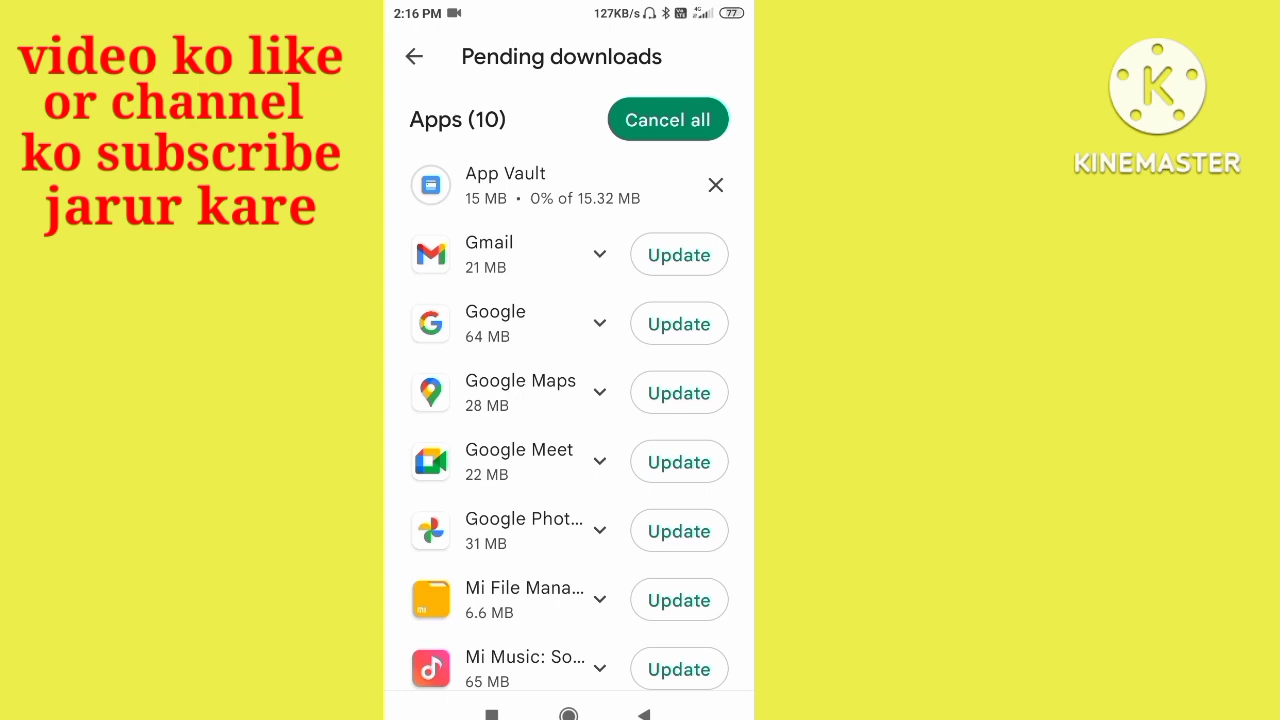 video ko like
or channel
ko subscribe
jarur kare
2:16 PM 127KB/s 4G 77
Pending downloads
Apps (10) Cancel all
App Vault
15 MB • 0% of 15.32 MB
Gmail
21 MB
Update
Google
64 MB
Update
Google Maps
28 MB
Update
Google Meet
22 MB
Update
Google Phot...
31 MB
Update
Mi File Mana...
6.6 MB
Update
mi
Mi Music: So...
65 MB
Update
K
KINEMASTER